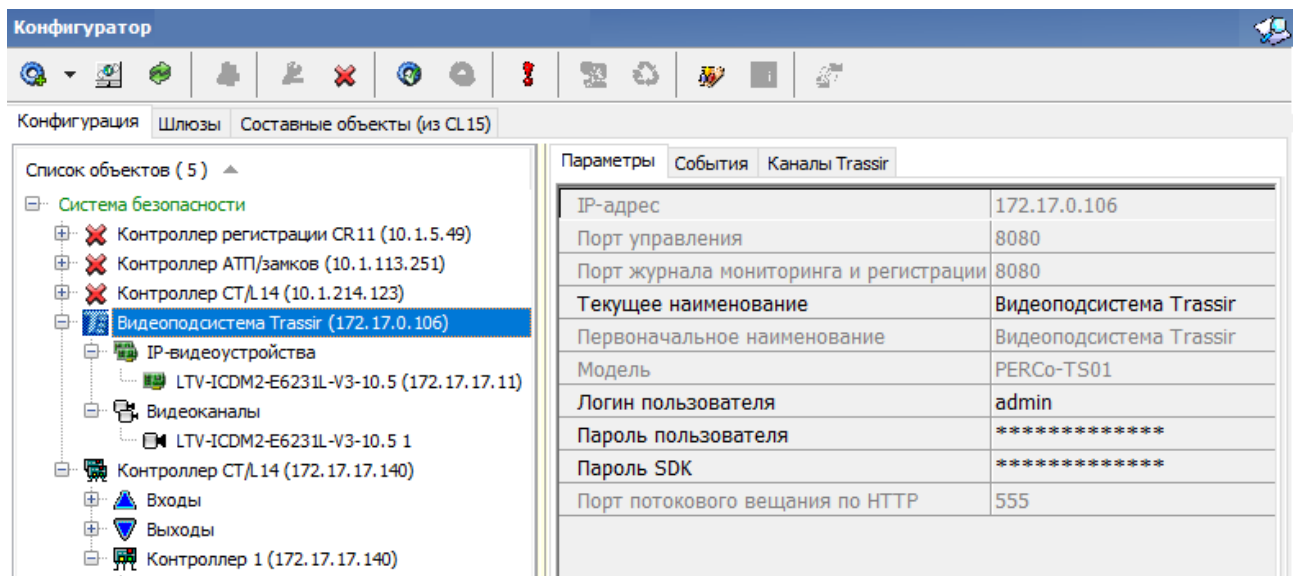 Конфигуратор
Конфигурация Шлюзы Составные объекты (из CL15)
Список объектов ( 5 )
Система безопасности
Контроллер регистрации CR11 (10.1.5.49)
Контроллер АТП/замков (10.1.113.251)
Контроллер CT/L14 (10.1.214.123)
Видеоподсистема Trassir (172.17.0.106)
IP-видеоустройства
LTV-ICDM2-E6231L-V3-10.5 (172.17.17.11)
Видеоканалы
LTV-ICDM2-E6231L-V3-10.5 1
Контроллер CT/L14 (172.17.17.140)
Входы
Выходы
Контроллер 1 (172.17.17.140)
Параметры События Каналы Trassir
IP-адрес 172.17.0.106
Порт управления 8080
Порт журнала мониторинга и регистрации 8080
Текущее наименование Видеоподсистема Trassir
Первоначальное наименование Видеоподсистема Trassir
Модель PERCo-TS01
Логин пользователя admin
Пароль пользователя *************
Пароль SDK *************
Порт потокового вещания по HTTP 555